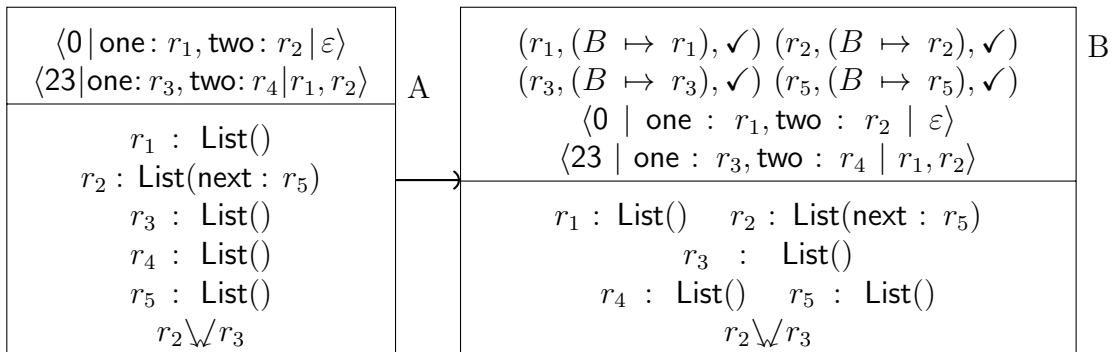 ⟨0 | one: r₁, two: r₂ | ε⟩
⟨23|one: r₃, two: r₄|r₁, r₂⟩
A
r₁ : List()
r₂ : List(next : r₅)
r₃ : List()
r₄ : List()
r₅ : List()
r₂ \\// r₃
(r₁, (B ↦ r₁), ✓) (r₂, (B ↦ r₂), ✓)
B
(r₃, (B ↦ r₃), ✓) (r₅, (B ↦ r₅), ✓)
⟨0 | one : r₁, two : r₂ | ε⟩
⟨23 | one : r₃, two : r₄ | r₁, r₂⟩
r₁ : List() r₂ : List(next : r₅)
r₃ : List()
r₄ : List() r₅ : List()
r₂ \\// r₃